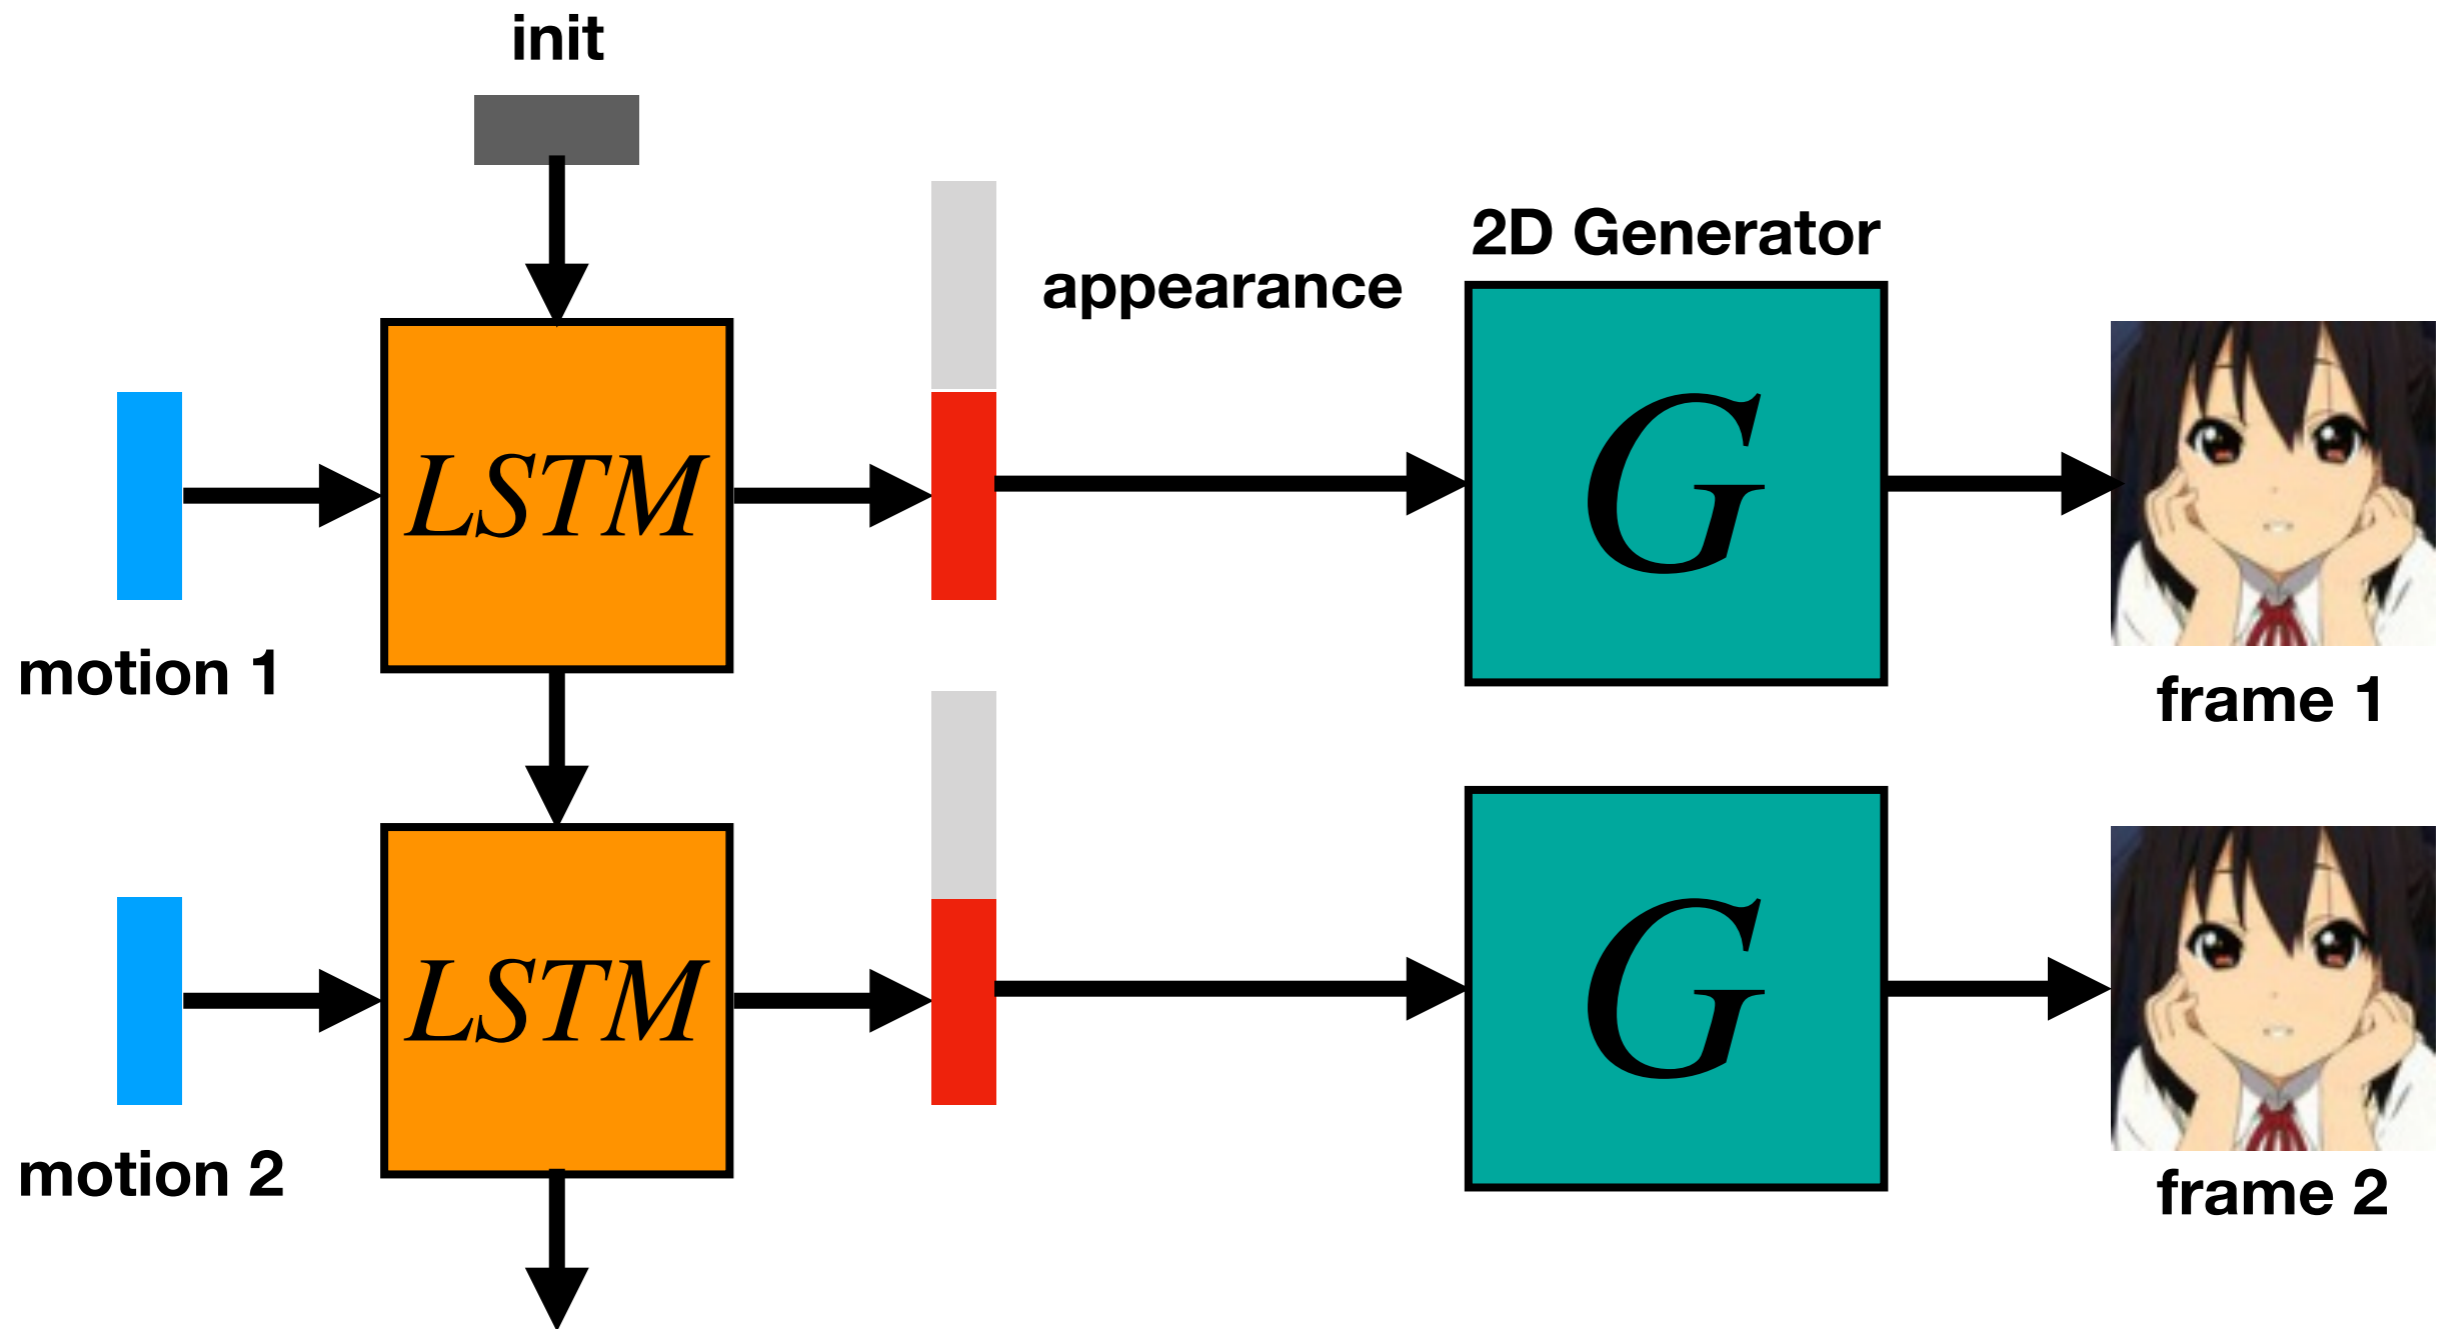 init
2D Generator
appearance
LSTM
G
motion 1
frame 1
LSTM
G
motion 2
frame 2